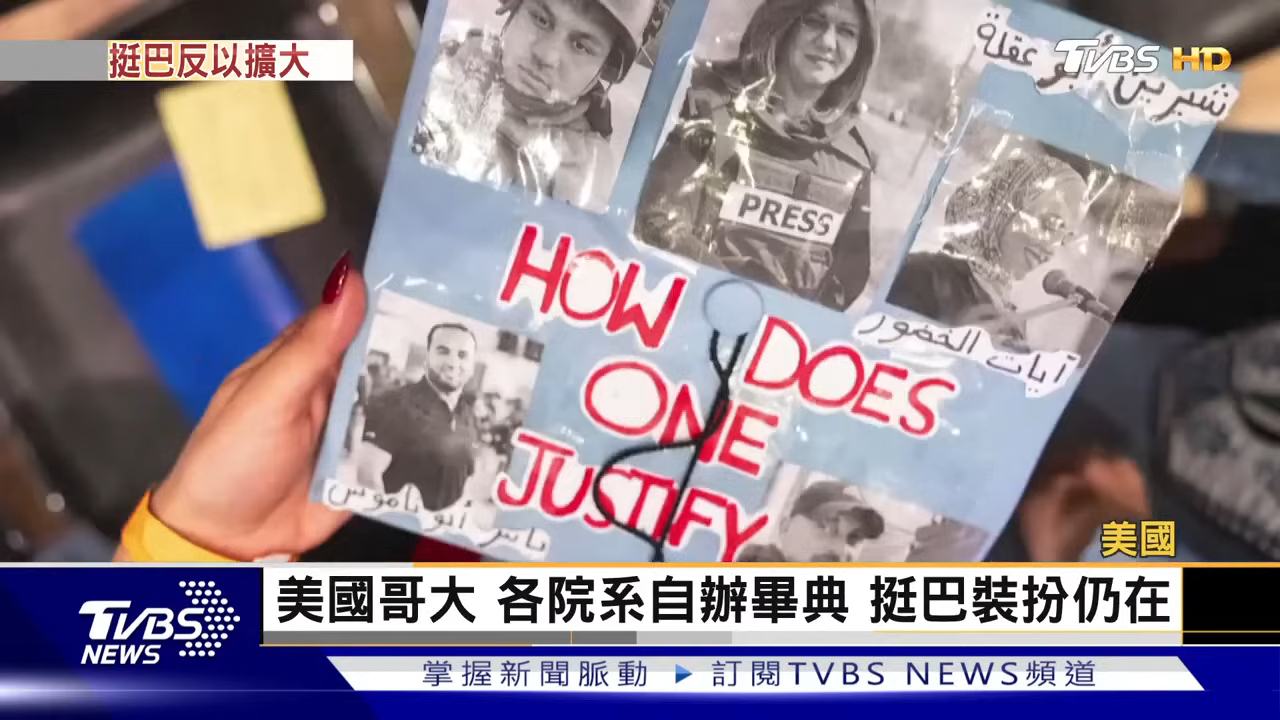 挺巴反以擴大
TVBS HD
شيرين أبو عقلة
PRESS
HOW DOES
ONE
JUSTIFY
آيات الخضور
ياسر أبو ناموس
美國
美國哥大 各院系自辦畢典 挺巴裝扮仍在
TVBS
NEWS
掌握新聞脈動 ▶ 訂閱TVBS NEWS頻道